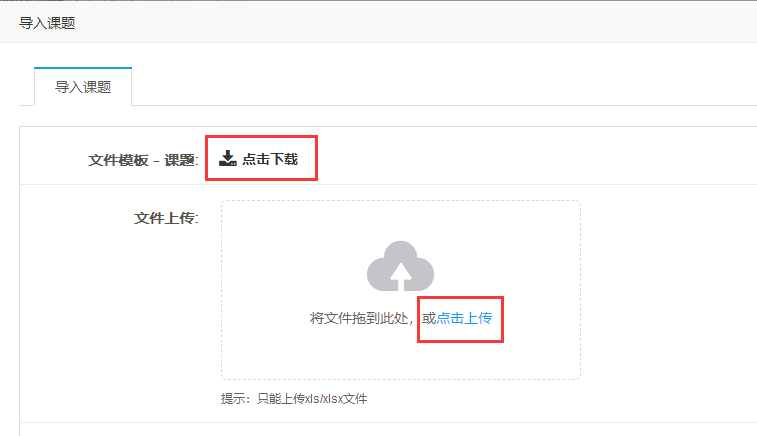 导入课题
导入课题
文件模板 - 课题: 点击下载
文件上传:
将文件拖到此处，或点击上传
提示：只能上传xls/xlsx文件